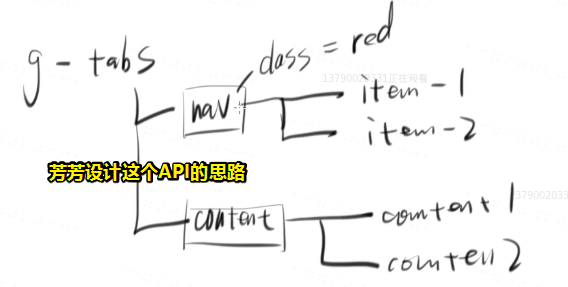 g - tabs
class = red
13790020331正在观看
nav
item - 1
item - 2
芳芳设计这个API的思路
1379002033
content
content 1
conten 2